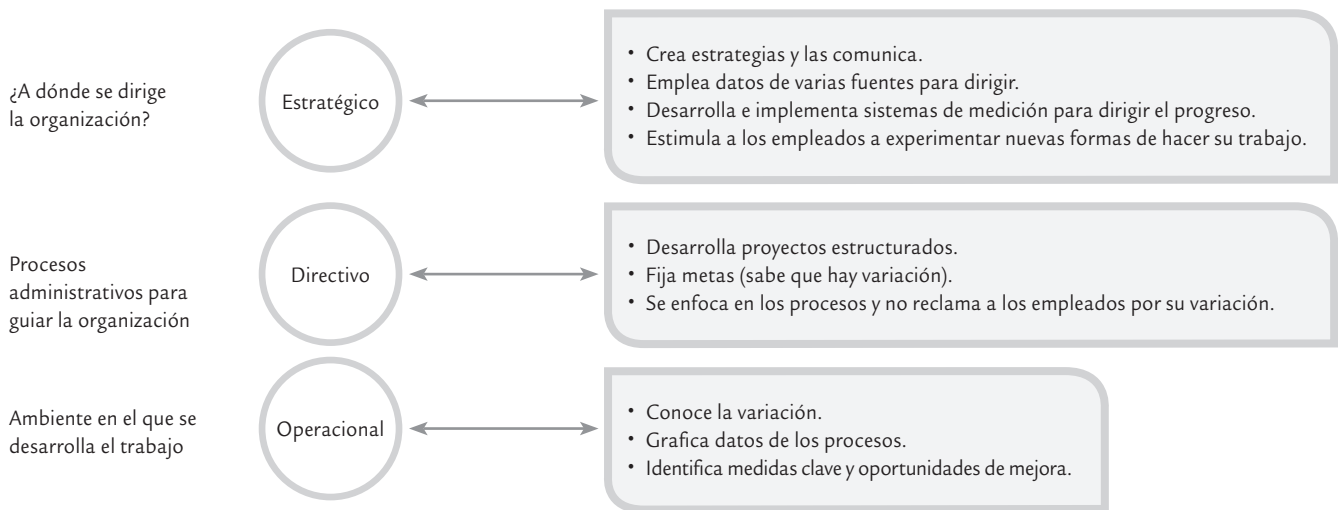 ¿A dónde se dirige
la organización?
Estratégico
• Crea estrategias y las comunica.
• Emplea datos de varias fuentes para dirigir.
• Desarrolla e implementa sistemas de medición para dirigir el progreso.
• Estimula a los empleados a experimentar nuevas formas de hacer su trabajo.
Procesos
administrativos para
guiar la organización
Directivo
• Desarrolla proyectos estructurados.
• Fija metas (sabe que hay variación).
• Se enfoca en los procesos y no reclama a los empleados por su variación.
Ambiente en el que se
desarrolla el trabajo
Operacional
• Conoce la variación.
• Grafica datos de los procesos.
• Identifica medidas clave y oportunidades de mejora.